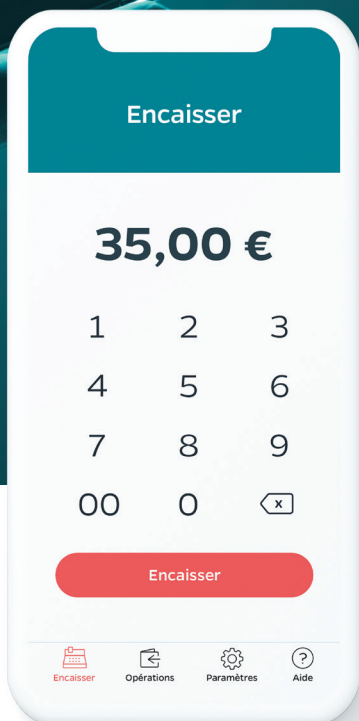 Encaisser
35,00 €
1 2 3
4 5 6
7 8 9
00 0 x
Encaisser
Encaisser Opérations Paramètres Aide